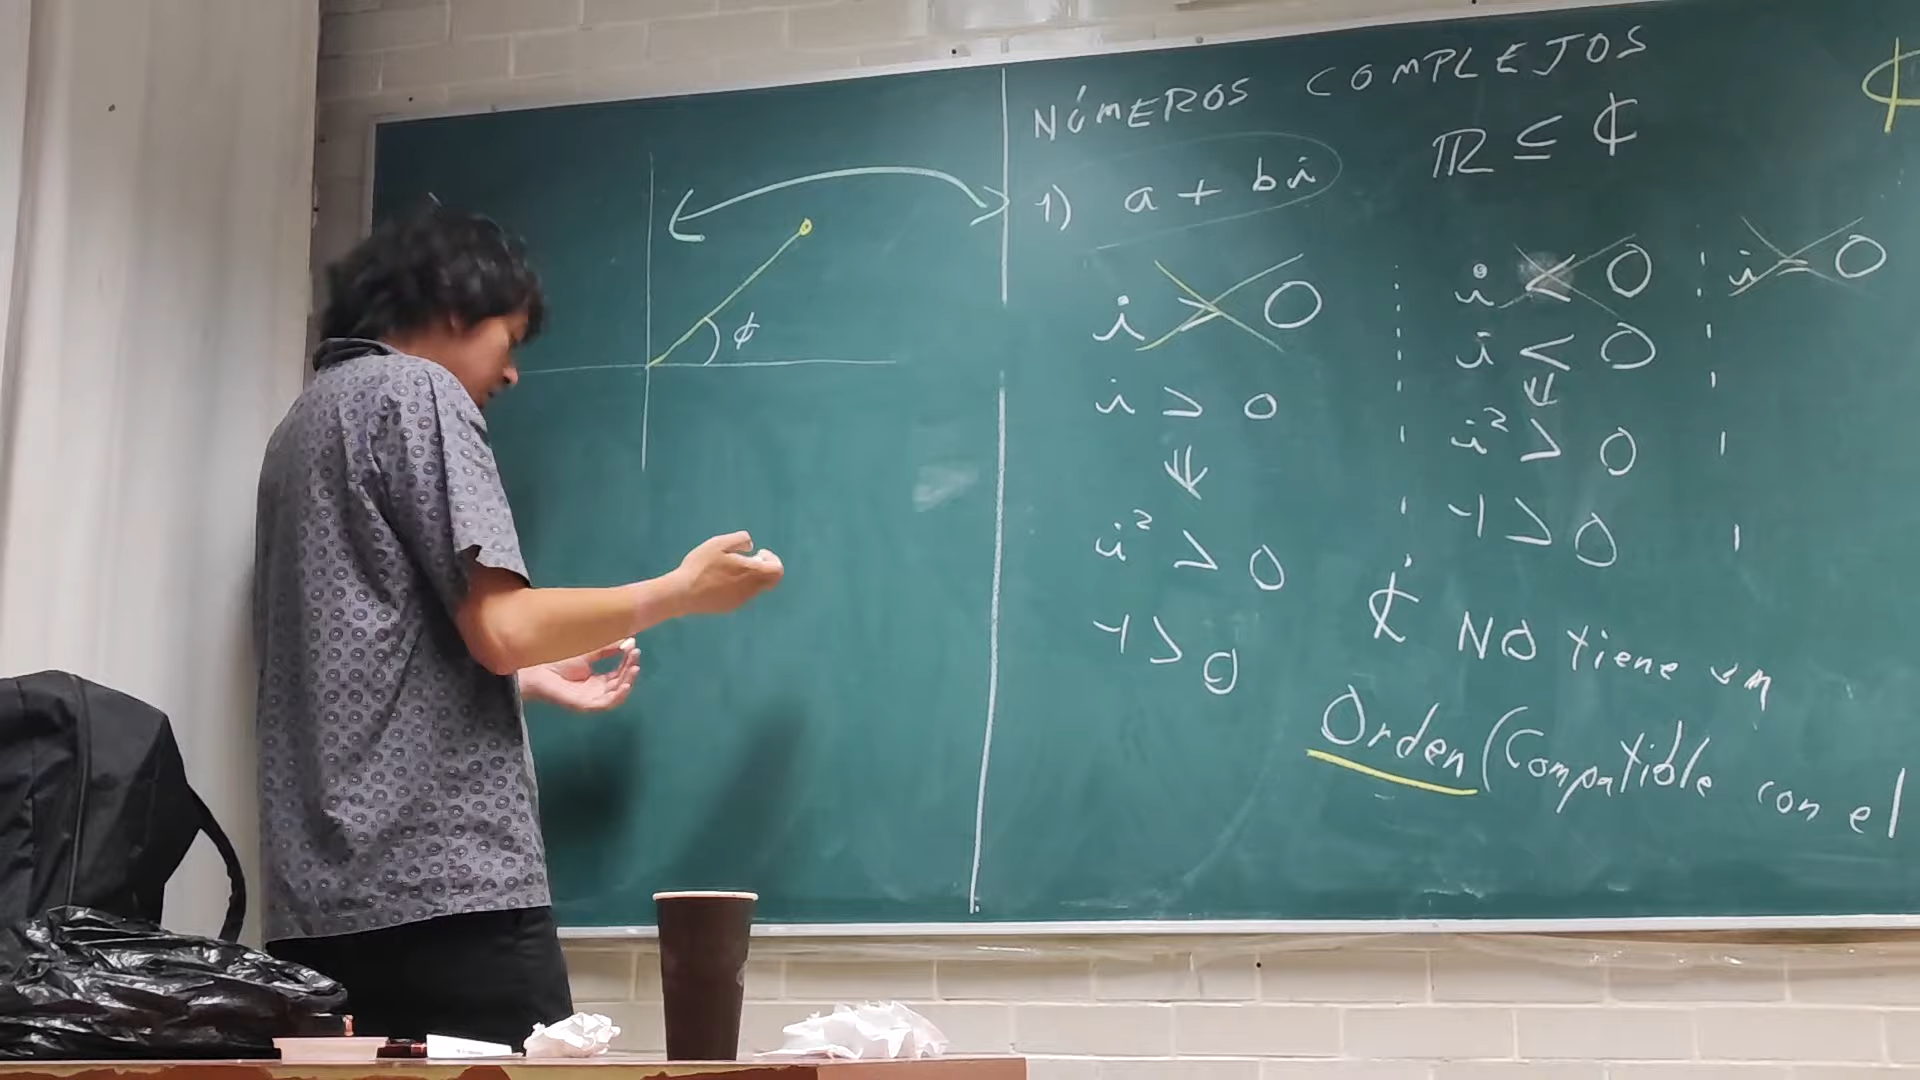 NÚMEROS COMPLEJOS
ℝ ⊆ ℂ
1) a + bi
ϕ
i > 0
i > 0
⇓
i² > 0
-1 > 0
i < 0
i < 0
⇓
i² > 0
-1 > 0
i = 0
ℂ NO tiene un
Orden (Compatible con el